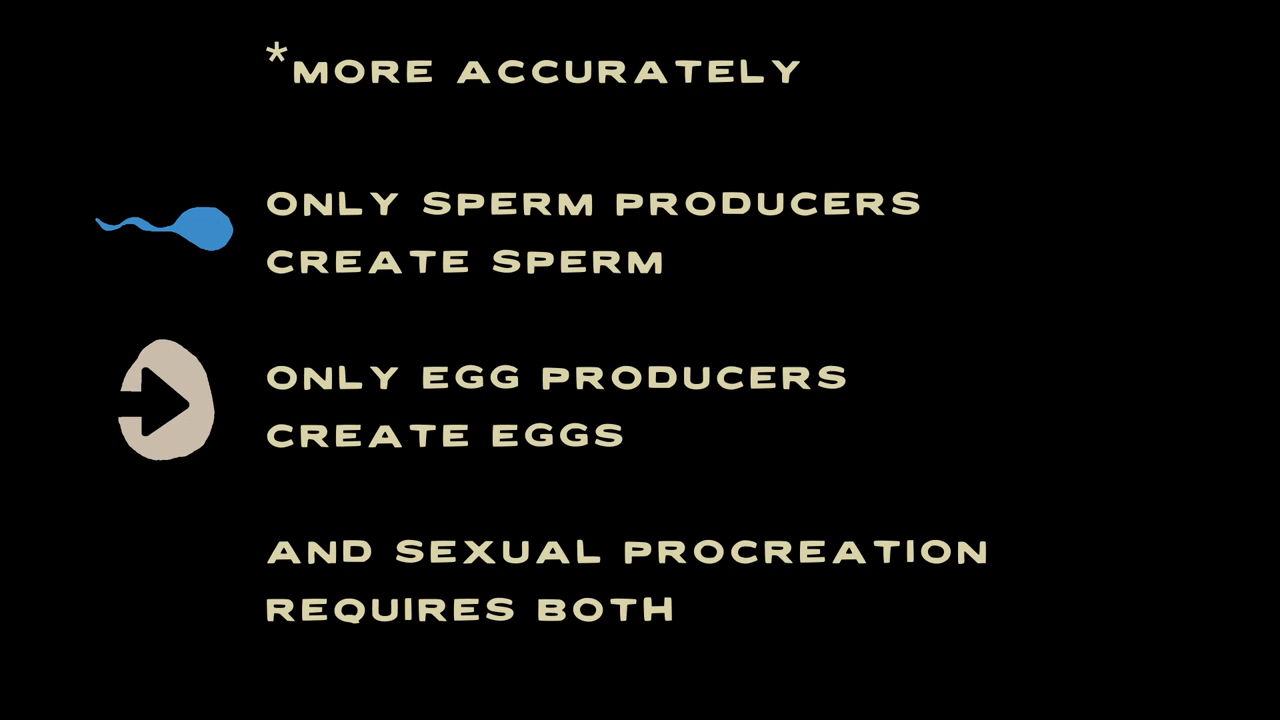 *MORE ACCURATELY
ONLY SPERM PRODUCERS
CREATE SPERM
ONLY EGG PRODUCERS
CREATE EGGS
AND SEXUAL PROCREATION
REQUIRES BOTH